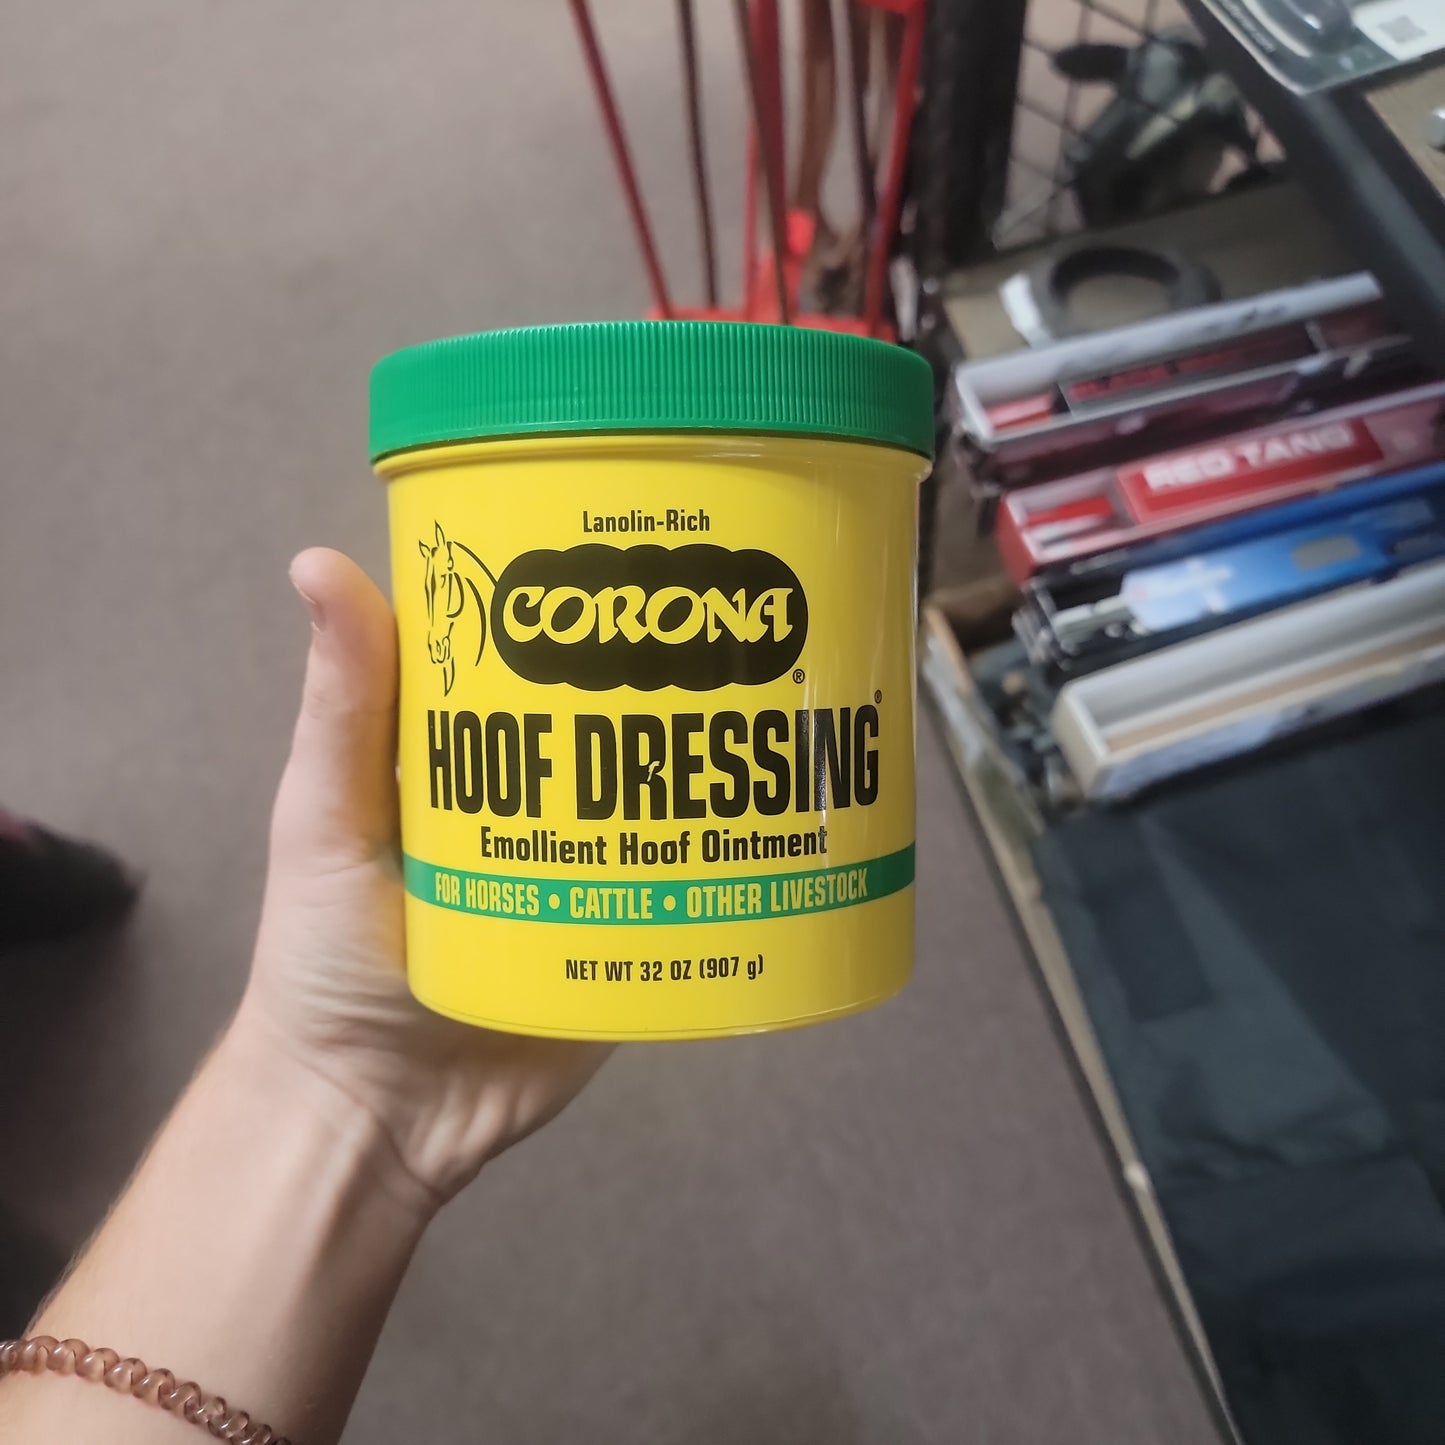 Lanolin-Rich
CORONA®
HOOF DRESSING®
Emollient Hoof Ointment
FOR HORSES • CATTLE • OTHER LIVESTOCK
NET WT 32 OZ (907 g)
RED TANG